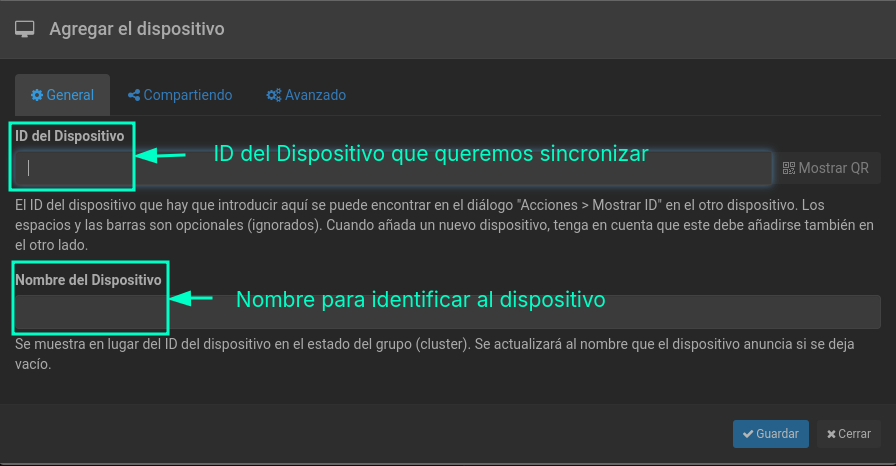 Agregar el dispositivo
General
Compartiendo
Avanzado
ID del Dispositivo
ID del Dispositivo que queremos sincronizar
Mostrar QR
El ID del dispositivo que hay que introducir aquí se puede encontrar en el diálogo "Acciones > Mostrar ID" en el otro dispositivo. Los
espacios y las barras son opcionales (ignorados). Cuando añada un nuevo dispositivo, tenga en cuenta que este debe añadirse también en
el otro lado.
Nombre del Dispositivo
Nombre para identificar al dispositivo
Se muestra en lugar del ID del dispositivo en el estado del grupo (cluster). Se actualizará al nombre que el dispositivo anuncia si se deja
vacío.
Guardar
Cerrar